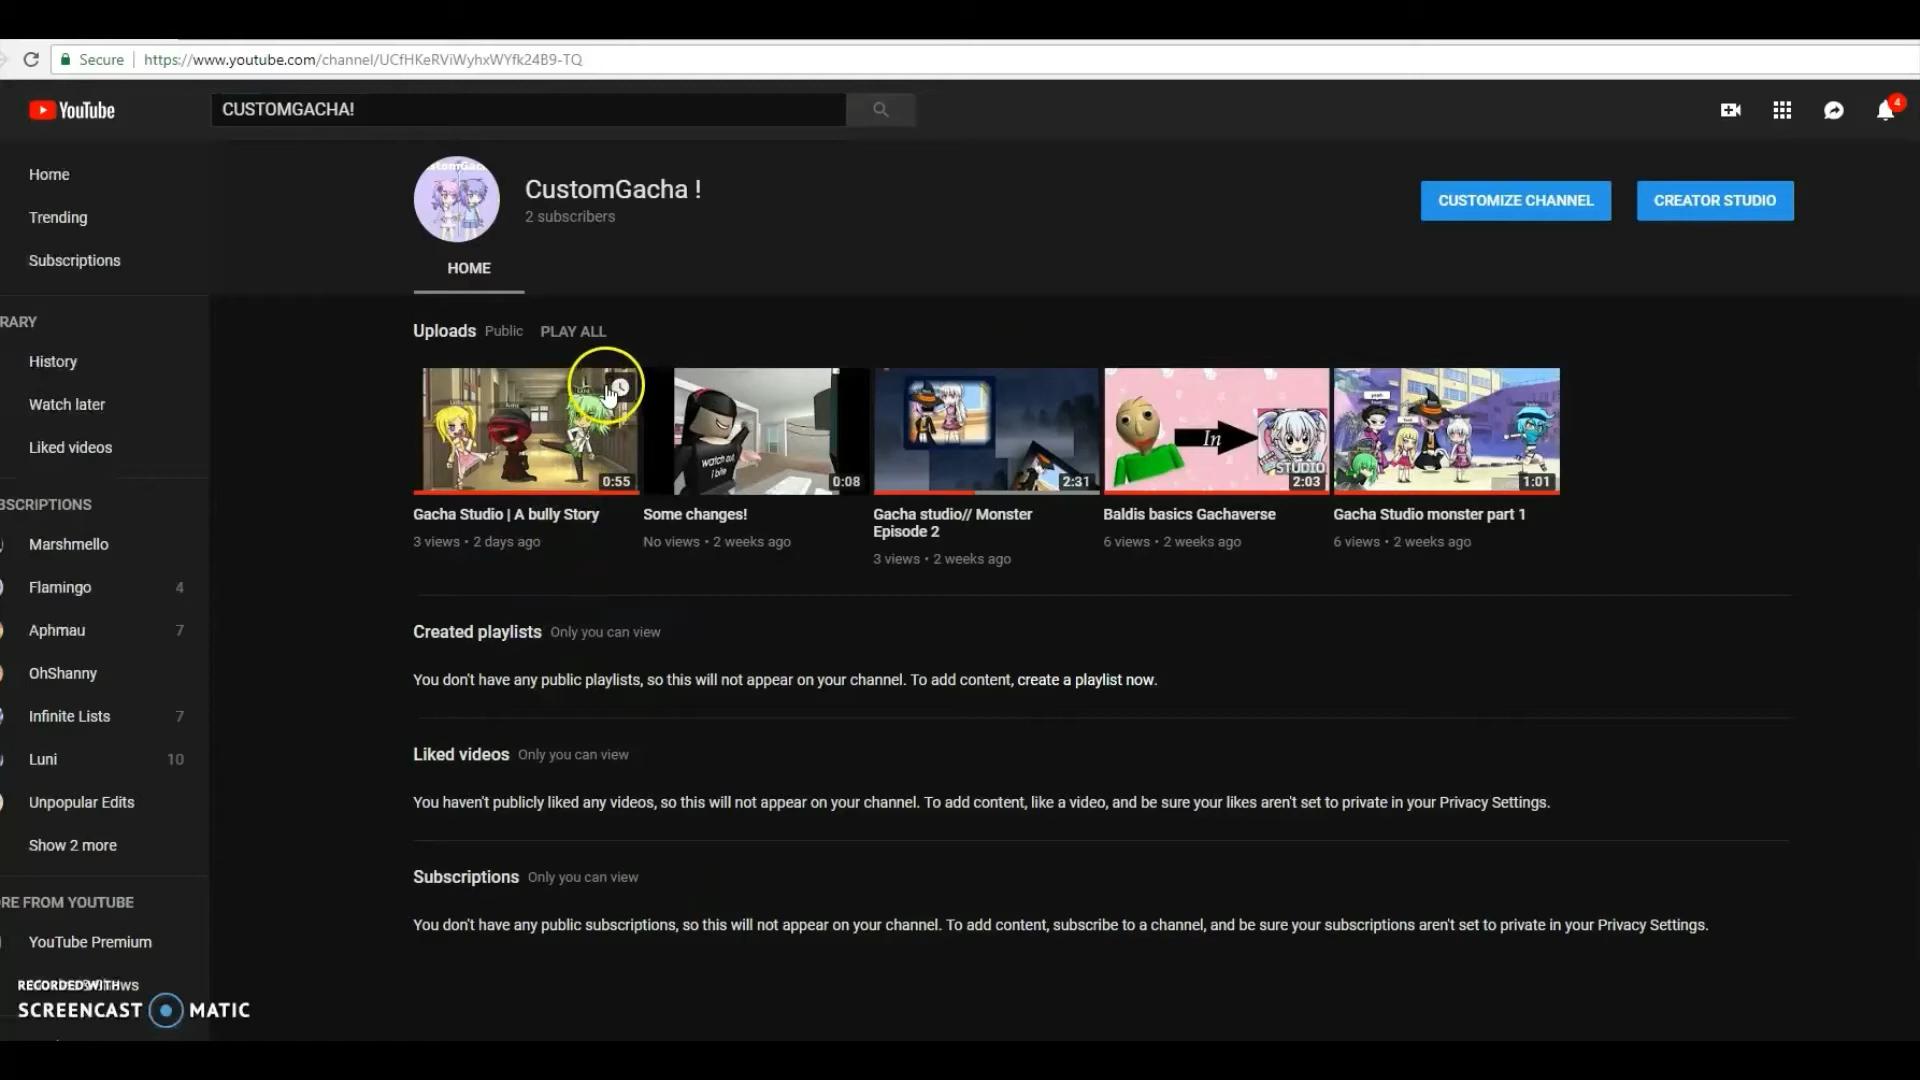 Secure
https://www.youtube.com/channel/UCfHKeRViWyhxWYfk24B9-TQ
YouTube
CUSTOMGACHA!
4
Home
Trending
Subscriptions
CustomGacha !
2 subscribers
CUSTOMIZE CHANNEL
CREATOR STUDIO
HOME
RARY
History
Watch later
Liked videos
BSCRIPTIONS
Marshmello
Flamingo 4
Aphmau 7
OhShanny
Infinite Lists 7
Luni 10
Unpopular Edits
Show 2 more
RE FROM YOUTUBE
YouTube Premium
Uploads Public PLAY ALL
0:55
watch out
i bite
0:08
2:31
In
STUDIO
2:03
1:01
Gacha Studio | A bully Story
3 views • 2 days ago
Some changes!
No views • 2 weeks ago
Gacha studio// Monster
Episode 2
3 views • 2 weeks ago
Baldis basics Gachaverse
6 views • 2 weeks ago
Gacha Studio monster part 1
6 views • 2 weeks ago
Created playlists Only you can view
You don't have any public playlists, so this will not appear on your channel. To add content, create a playlist now.
Liked videos Only you can view
You haven't publicly liked any videos, so this will not appear on your channel. To add content, like a video, and be sure your likes aren't set to private in your Privacy Settings.
Subscriptions Only you can view
You don't have any public subscriptions, so this will not appear on your channel. To add content, subscribe to a channel, and be sure your subscriptions aren't set to private in your Privacy Settings.
RECORDED WITH
SCREENCAST MATIC